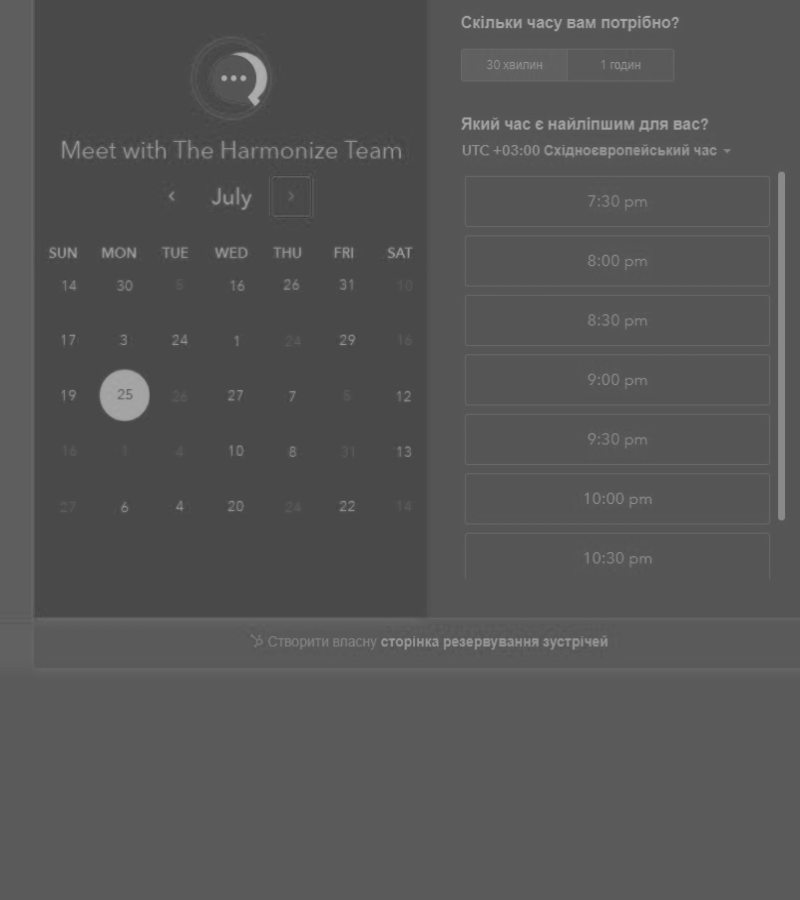 Meet with The Harmonize Team
July
SUN MON TUE WED THU FRI SAT
14 30 5 16 26 31 10
17 3 24 1 24 29 16
19 25 26 27 7 5 12
16 1 4 10 8 31 13
27 6 4 20 24 22 14
Скільки часу вам потрібно?
30 хвилин 1 годин
Який час є найліпшим для вас?
UTC +03:00 Східноєвропейський час
7:30 pm
8:00 pm
8:30 pm
9:00 pm
9:30 pm
10:00 pm
10:30 pm
Створити власну сторінка резервування зустрічей